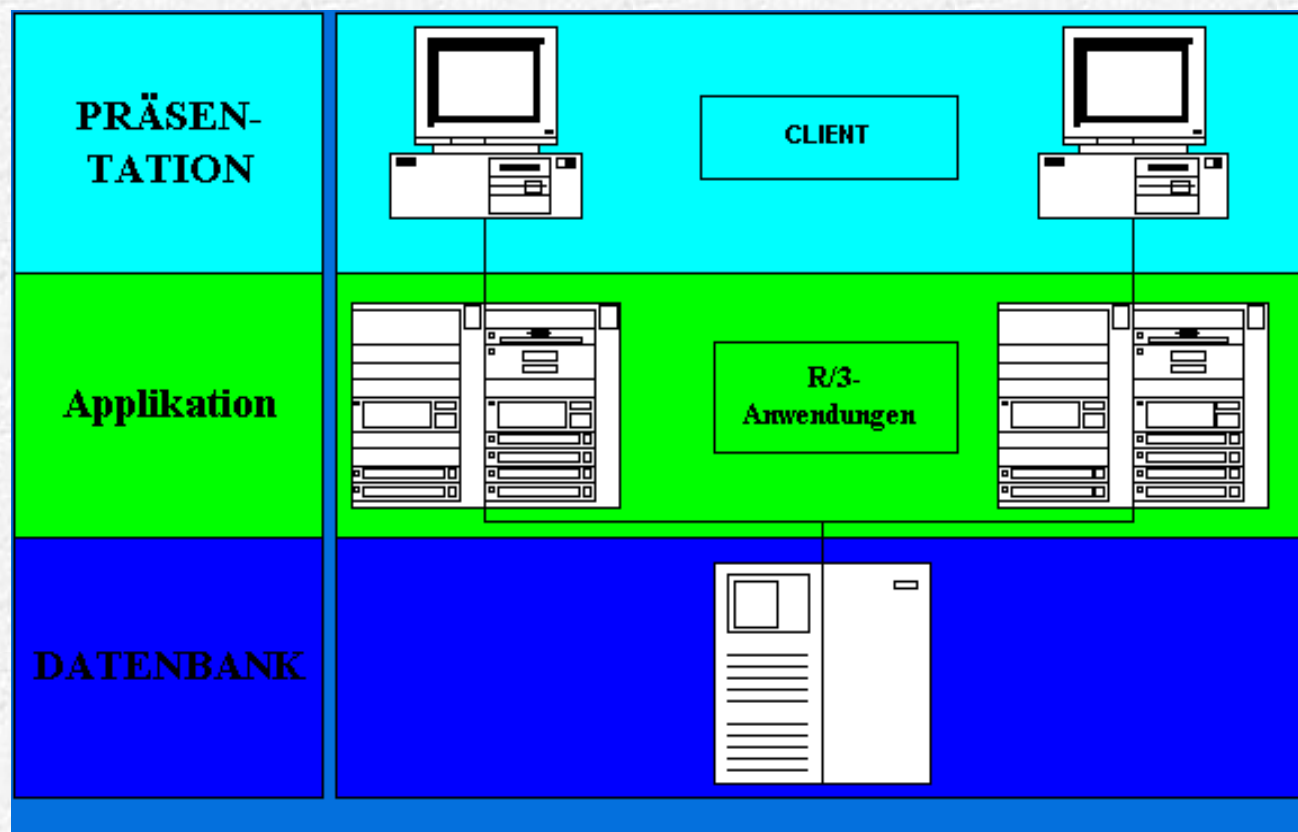 PRÄSEN-
TATION
CLIENT
Applikation
R/3-
Anwendungen
DATENBANK